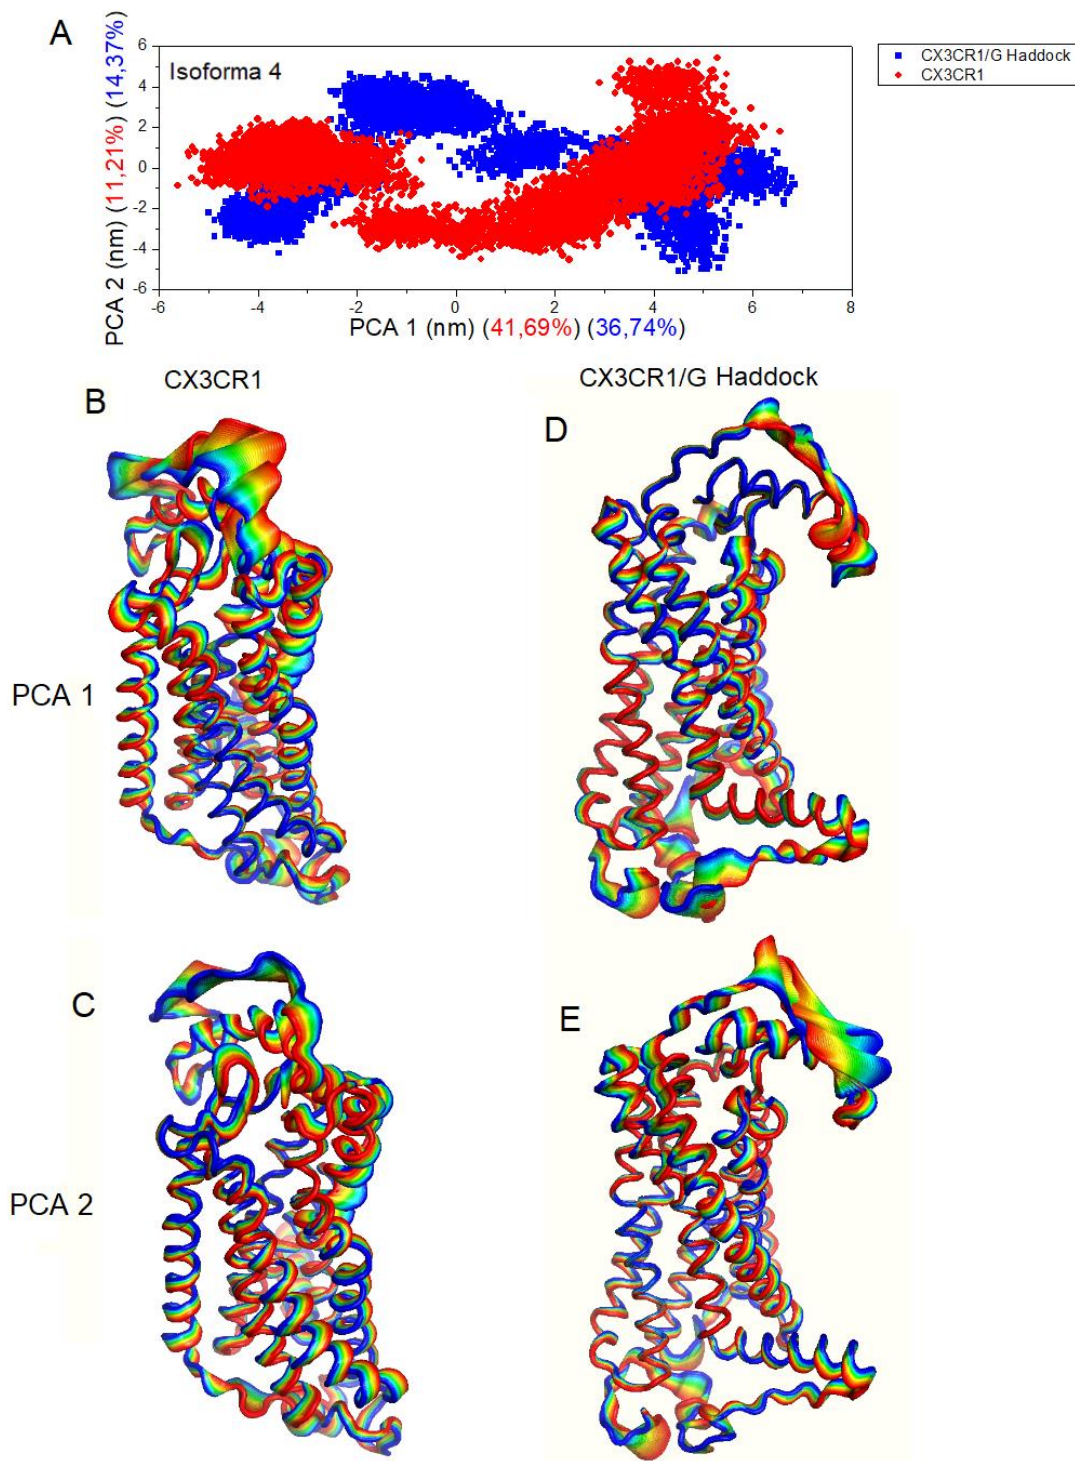 A
Isoforma 4
CX3CR1/G Haddock
CX3CR1
PCA 2 (nm) (11,21%) (14,37%)
6
4
2
0
-2
-4
-6
-6
-4
-2
0
2
4
6
8
PCA 1 (nm) (41,69%) (36,74%)
CX3CR1
CX3CR1/G Haddock
B
D
PCA 1
C
E
PCA 2